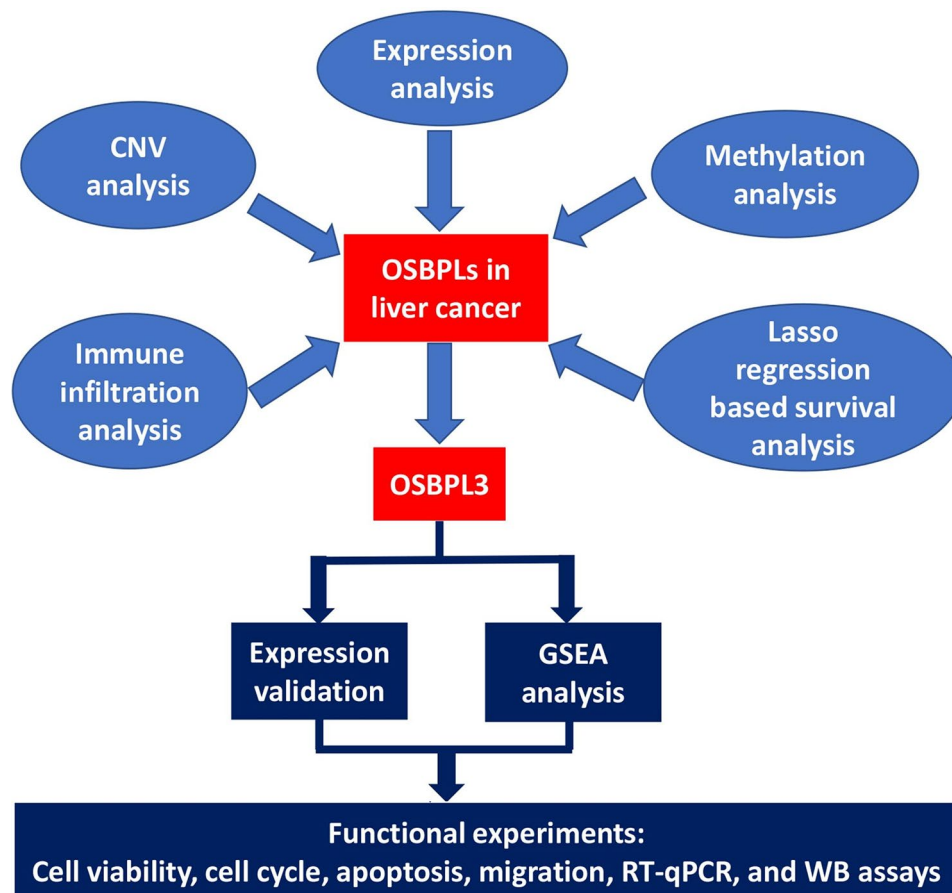 Expression
analysis
CNV
analysis
Methylation
analysis
OSBPLs in
liver cancer
Immune
infiltration
analysis
Lasso
regression
based survival
analysis
OSBPL3
Expression
validation
GSEA
analysis
Functional experiments:
Cell viability, cell cycle, apoptosis, migration, RT-qPCR, and WB assays